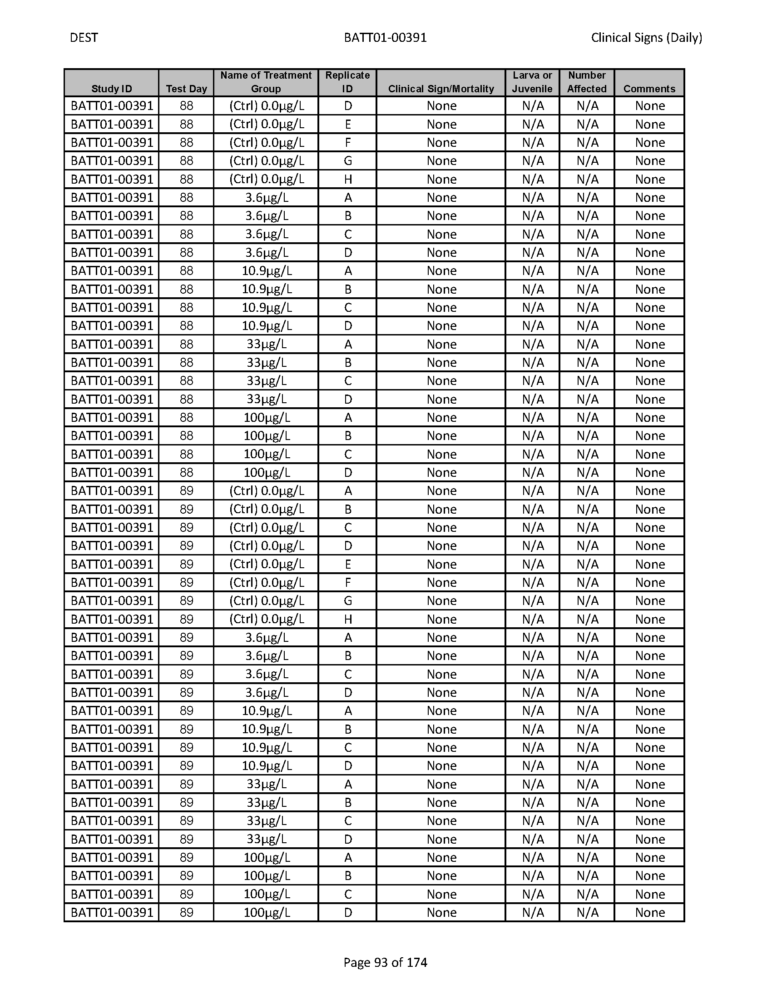 DEST BATT01-00391 Clinical Signs (Daily)
Study ID Test Day Name of Treatment Group Replicate ID Clinical Sign/Mortality Larva or Juvenile Number Affected Comments
BATT01-00391 88 (Ctrl) 0.0µg/L D None N/A N/A None
BATT01-00391 88 (Ctrl) 0.0µg/L E None N/A N/A None
BATT01-00391 88 (Ctrl) 0.0µg/L F None N/A N/A None
BATT01-00391 88 (Ctrl) 0.0µg/L G None N/A N/A None
BATT01-00391 88 (Ctrl) 0.0µg/L H None N/A N/A None
BATT01-00391 88 3.6µg/L A None N/A N/A None
BATT01-00391 88 3.6µg/L B None N/A N/A None
BATT01-00391 88 3.6µg/L C None N/A N/A None
BATT01-00391 88 3.6µg/L D None N/A N/A None
BATT01-00391 88 10.9µg/L A None N/A N/A None
BATT01-00391 88 10.9µg/L B None N/A N/A None
BATT01-00391 88 10.9µg/L C None N/A N/A None
BATT01-00391 88 10.9µg/L D None N/A N/A None
BATT01-00391 88 33µg/L A None N/A N/A None
BATT01-00391 88 33µg/L B None N/A N/A None
BATT01-00391 88 33µg/L C None N/A N/A None
BATT01-00391 88 33µg/L D None N/A N/A None
BATT01-00391 88 100µg/L A None N/A N/A None
BATT01-00391 88 100µg/L B None N/A N/A None
BATT01-00391 88 100µg/L C None N/A N/A None
BATT01-00391 88 100µg/L D None N/A N/A None
BATT01-00391 89 (Ctrl) 0.0µg/L A None N/A N/A None
BATT01-00391 89 (Ctrl) 0.0µg/L B None N/A N/A None
BATT01-00391 89 (Ctrl) 0.0µg/L C None N/A N/A None
BATT01-00391 89 (Ctrl) 0.0µg/L D None N/A N/A None
BATT01-00391 89 (Ctrl) 0.0µg/L E None N/A N/A None
BATT01-00391 89 (Ctrl) 0.0µg/L F None N/A N/A None
BATT01-00391 89 (Ctrl) 0.0µg/L G None N/A N/A None
BATT01-00391 89 (Ctrl) 0.0µg/L H None N/A N/A None
BATT01-00391 89 3.6µg/L A None N/A N/A None
BATT01-00391 89 3.6µg/L B None N/A N/A None
BATT01-00391 89 3.6µg/L C None N/A N/A None
BATT01-00391 89 3.6µg/L D None N/A N/A None
BATT01-00391 89 10.9µg/L A None N/A N/A None
BATT01-00391 89 10.9µg/L B None N/A N/A None
BATT01-00391 89 10.9µg/L C None N/A N/A None
BATT01-00391 89 10.9µg/L D None N/A N/A None
BATT01-00391 89 33µg/L A None N/A N/A None
BATT01-00391 89 33µg/L B None N/A N/A None
BATT01-00391 89 33µg/L C None N/A N/A None
BATT01-00391 89 33µg/L D None N/A N/A None
BATT01-00391 89 100µg/L A None N/A N/A None
BATT01-00391 89 100µg/L B None N/A N/A None
BATT01-00391 89 100µg/L C None N/A N/A None
BATT01-00391 89 100µg/L D None N/A N/A None
Page 93 of 174